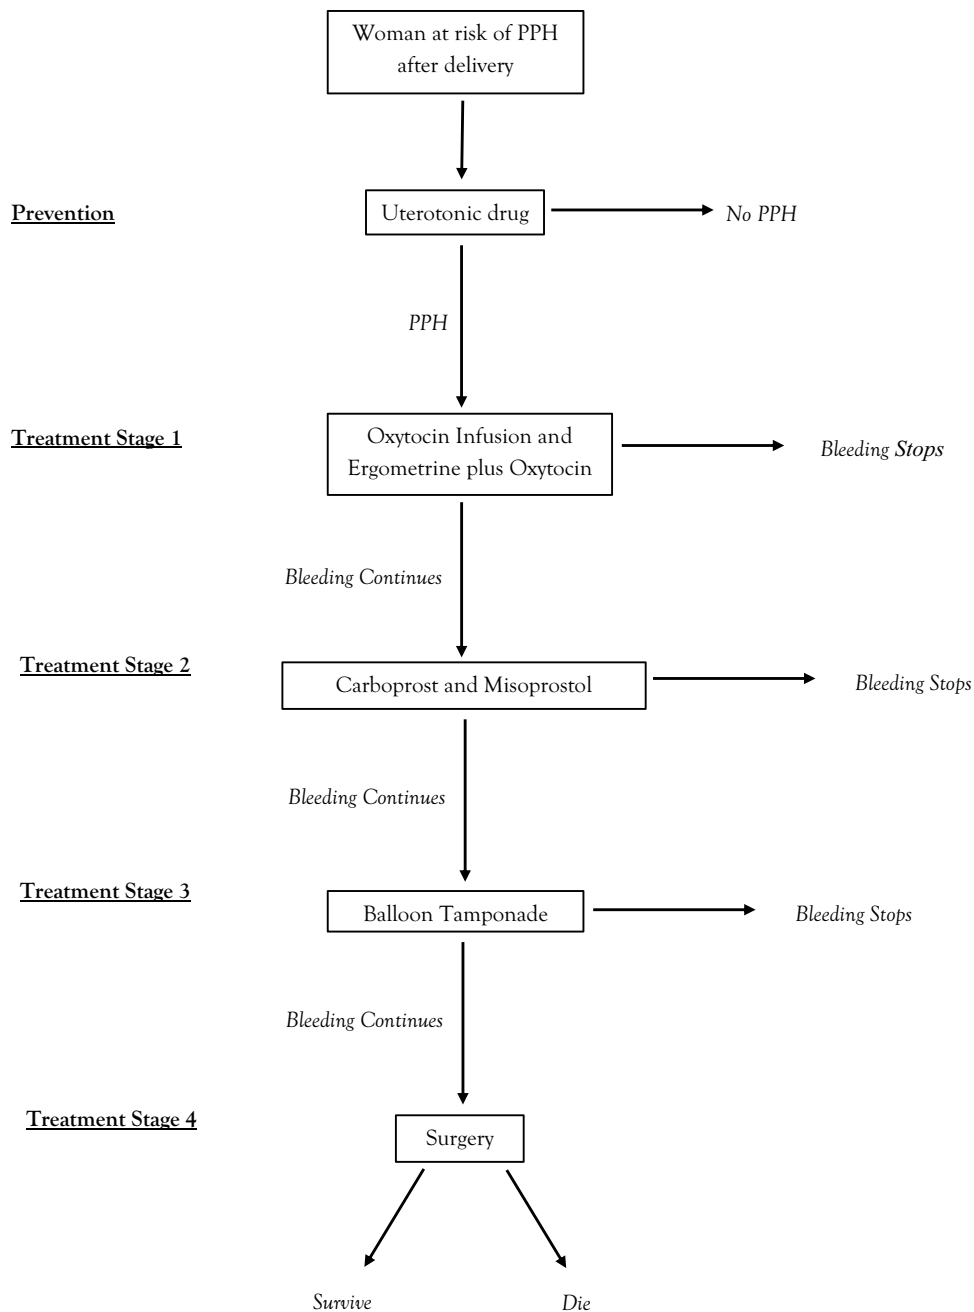 Woman at risk of PPH
after delivery
Prevention
Uterotonic drug
No PPH
PPH
Treatment Stage 1
Oxytocin Infusion and
Ergometrine plus Oxytocin
Bleeding Stops
Bleeding Continues
Treatment Stage 2
Carboprost and Misoprostol
Bleeding Stops
Bleeding Continues
Treatment Stage 3
Balloon Tamponade
Bleeding Stops
Bleeding Continues
Treatment Stage 4
Surgery
Survive
Die